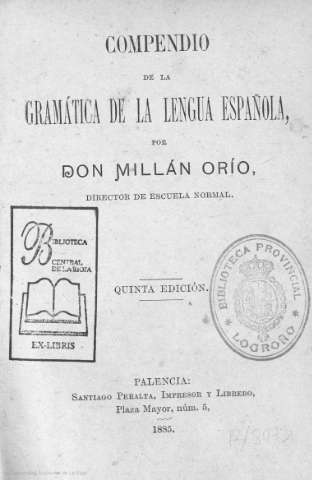 COMPENDIO
DE LA
GRAMÁTICA DE LA LENGUA ESPAÑOLA,
POR
DON MILLÁN ORÍO,
DIRECTOR DE ESCUELA NORMAL.
BIBLIOTECA
CENTRAL
DE LA RIOJA
EX-LIBRIS
QUINTA EDICIÓN.
BIBLIOTECA PROVINCIAL
LOGROÑO
PALENCIA:
SANTIAGO PERALTA, IMPRESOR Y LIBRERO,
Plaza Mayor, núm. 5,
1885.